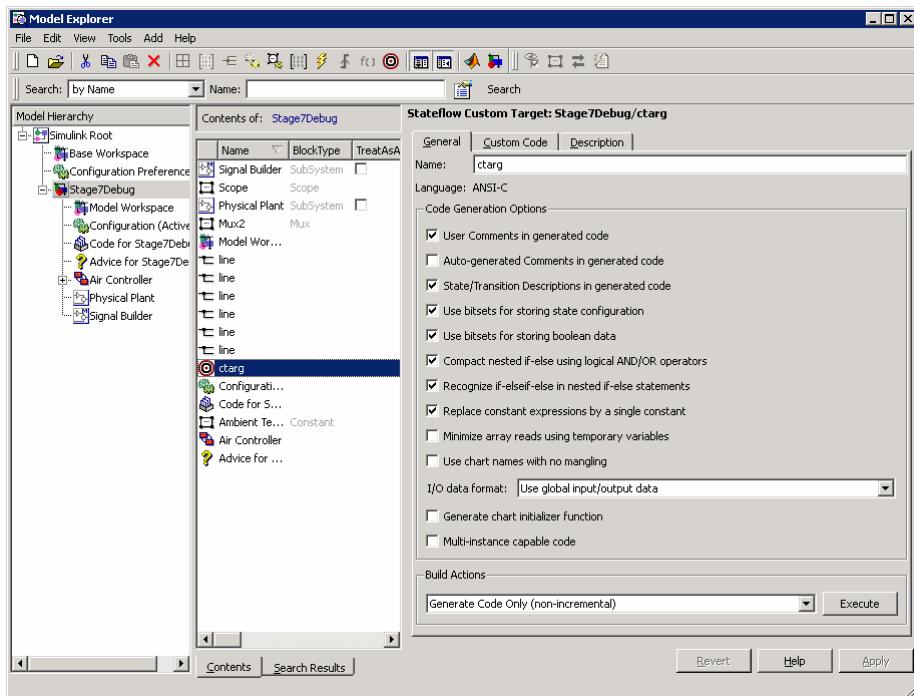 Model Explorer
File Edit View Tools Add Help
Search: by Name Name: Search
Model Hierarchy
Simulink Root
Base Workspace
Configuration Preference
Stage7Debug
Model Workspace
Configuration (Active
Code for Stage7Deb
Advice for Stage7De
Air Controller
Physical Plant
Signal Builder
Contents of: Stage7Debug
Name BlockType TreatAsA
Signal Builder SubSystem
Scope Scope
Physical Plant SubSystem
Mux2 Mux
Model Wor...
line
line
line
line
line
line
ctarg
Configurati...
Code for S...
Ambient Te... Constant
Air Controller
Advice for ...
Contents Search Results
Stateflow Custom Target: Stage7Debug/ctarg
General Custom Code Description
Name: ctarg
Language: ANSI-C
Code Generation Options
User Comments in generated code
Auto-generated Comments in generated code
State/Transition Descriptions in generated code
Use bitsets for storing state configuration
Use bitsets for storing boolean data
Compact nested if-else using logical AND/OR operators
Recognize if-elseif-else in nested if-else statements
Replace constant expressions by a single constant
Minimize array reads using temporary variables
Use chart names with no mangling
I/O data format: Use global input/output data
Generate chart initializer function
Multi-instance capable code
Build Actions
Generate Code Only (non-incremental) Execute
Revert Help Apply